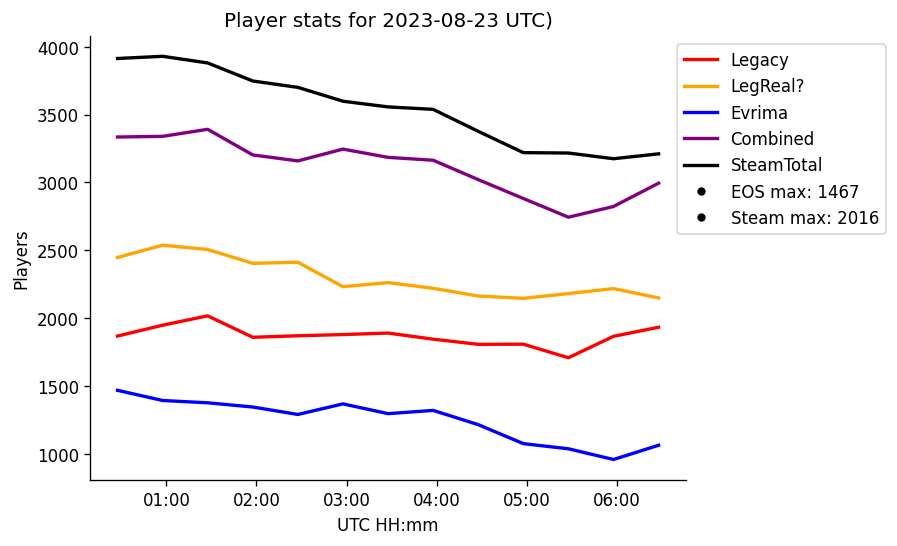 Player stats for 2023-08-23 UTC)
4000
3500
3000
2500
2000
1500
1000
Players
01:00 02:00 03:00 04:00 05:00 06:00
UTC HH:mm
Legacy
LegReal?
Evrima
Combined
SteamTotal
EOS max: 1467
Steam max: 2016